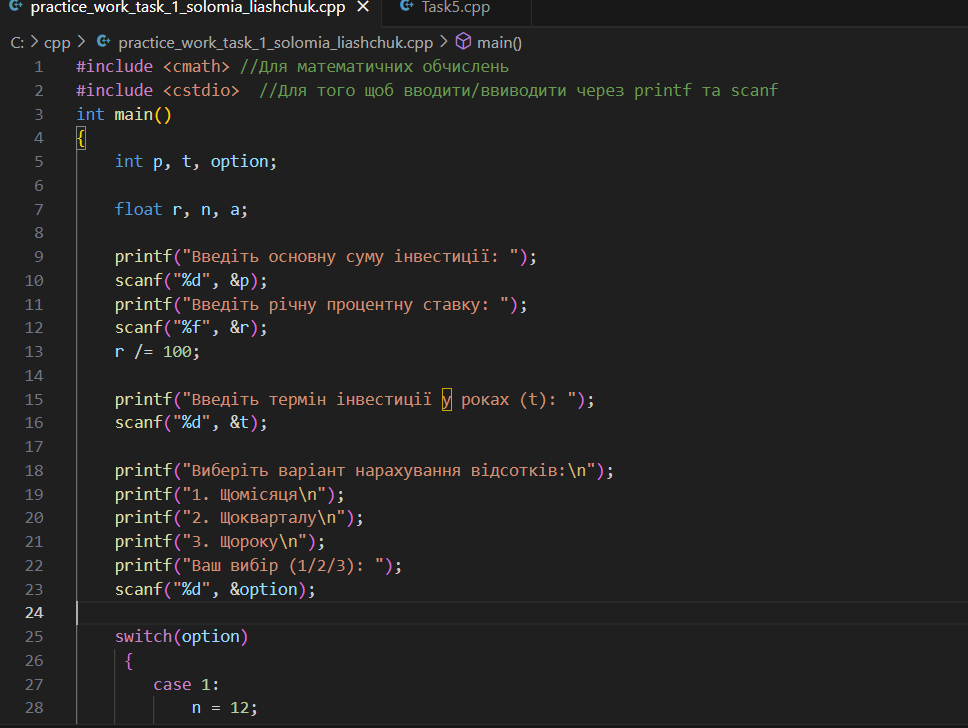 practice_work_task_1_solomia_liashchuk.cpp × Task5.cpp
C: > cpp > practice_work_task_1_solomia_liashchuk.cpp > main()
1 #include <cmath> //Для математичних обчислень
2 #include <cstdio> //Для того щоб вводити/ввиводити через printf та scanf
3 int main()
4 {
5 int p, t, option;
6
7 float r, n, a;
8
9 printf("Введіть основну суму інвестиції: ");
10 scanf("%d", &p);
11 printf("Введіть річну процентну ставку: ");
12 scanf("%f", &r);
13 r /= 100;
14
15 printf("Введіть термін інвестиції у роках (t): ");
16 scanf("%d", &t);
17
18 printf("Виберіть варіант нарахування відсотків:\n");
19 printf("1. Щомісяця\n");
20 printf("2. Щокварталу\n");
21 printf("3. Щороку\n");
22 printf("Ваш вибір (1/2/3): ");
23 scanf("%d", &option);
24
25 switch(option)
26 {
27 case 1:
28 n = 12;